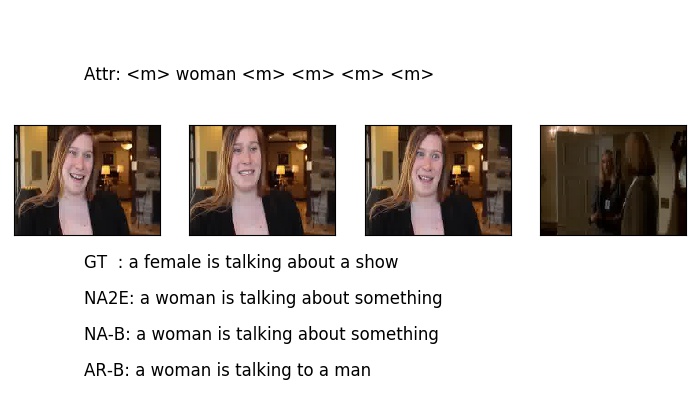 Attr: <m> woman <m> <m> <m> <m>
GT  : a female is talking about a show
NA2E: a woman is talking about something
NA-B: a woman is talking about something
AR-B: a woman is talking to a man